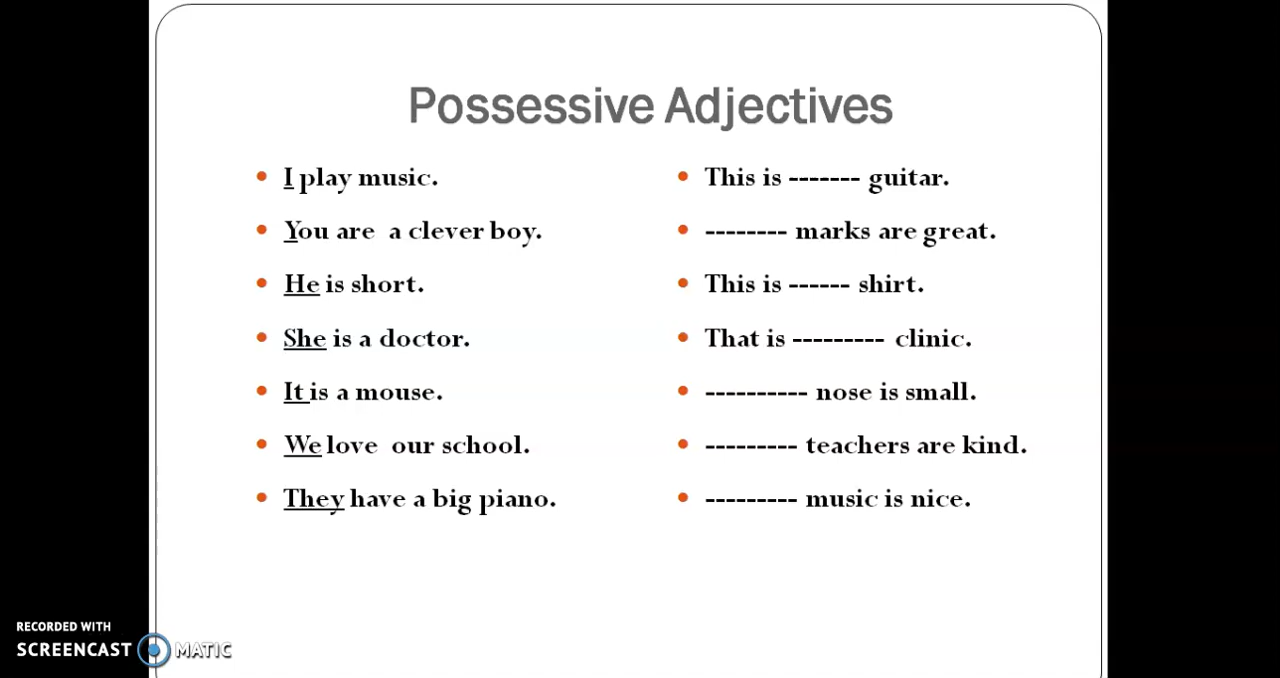 Possessive Adjectives
• I play music.
• You are a clever boy.
• He is short.
• She is a doctor.
• It is a mouse.
• We love our school.
• They have a big piano.
• This is ------- guitar.
• -------- marks are great.
• This is ------ shirt.
• That is --------- clinic.
• ---------- nose is small.
• --------- teachers are kind.
• --------- music is nice.
RECORDED WITH
SCREENCAST MATIC